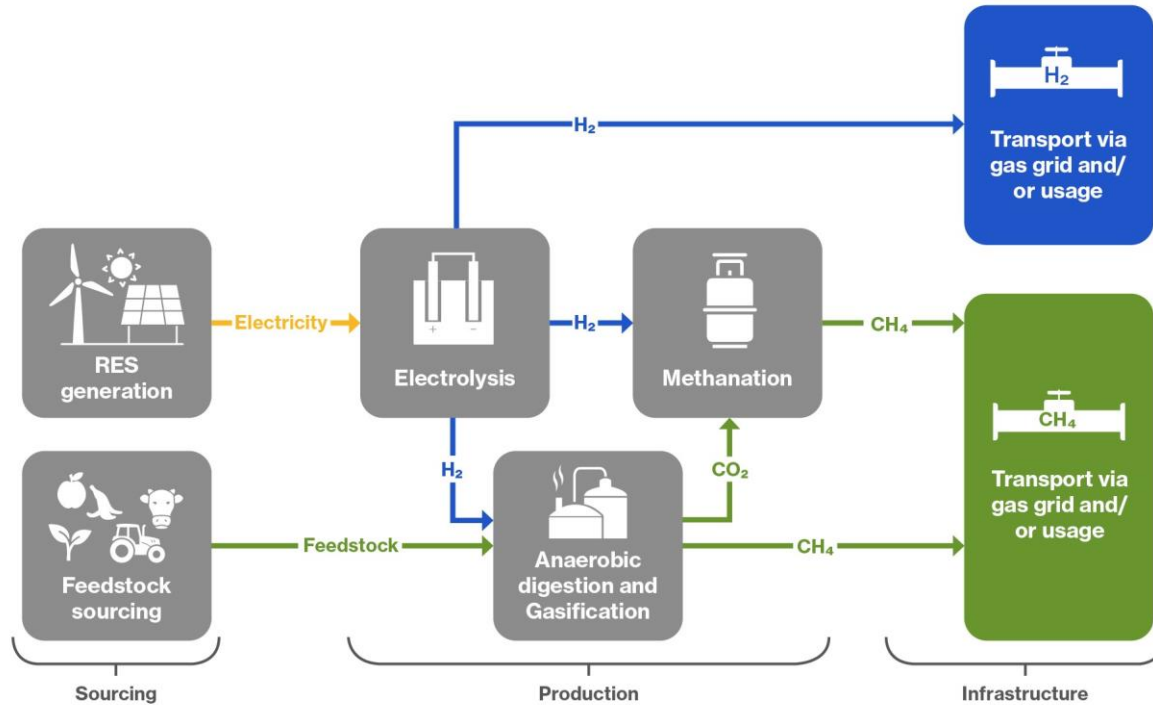 H₂
Transport via
gas grid and/
or usage
H₂
RES
generation
Electricity
+ −
Electrolysis
H₂
Methanation
CH₄
CH₄
Transport via
gas grid and/
or usage
H₂
CO₂
Feedstock
sourcing
Feedstock
Anaerobic
digestion and
Gasification
CH₄
Sourcing
Production
Infrastructure